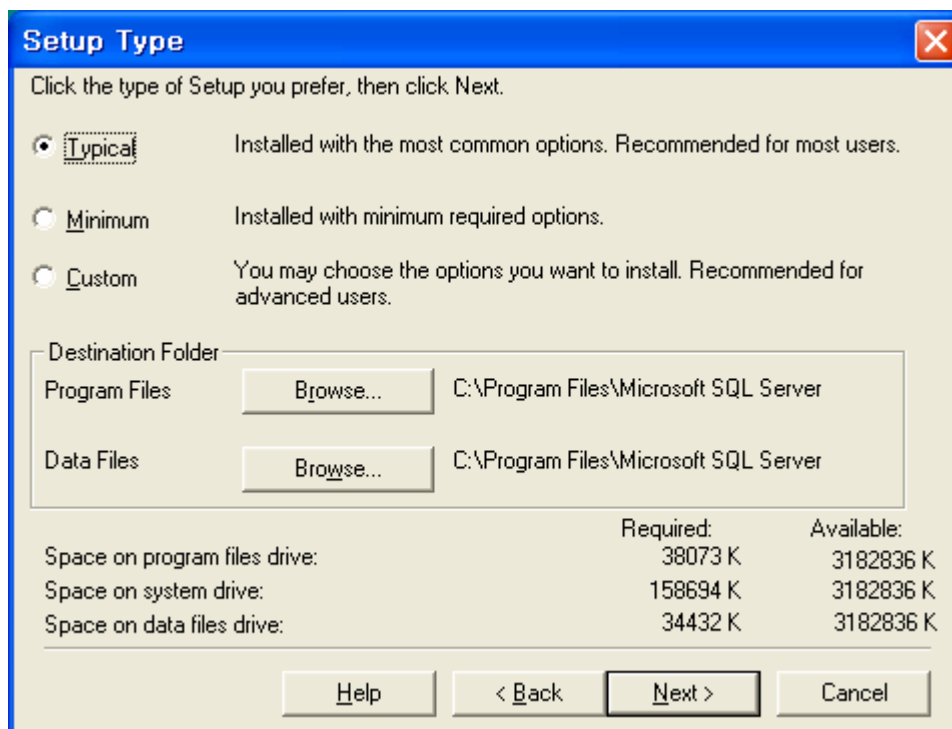 Setup Type
Click the type of Setup you prefer, then click Next.
Typical Installed with the most common options. Recommended for most users.
Minimum Installed with minimum required options.
Custom You may choose the options you want to install. Recommended for
advanced users.
Destination Folder
Program Files Browse... C:\Program Files\Microsoft SQL Server
Data Files Browse... C:\Program Files\Microsoft SQL Server
Required: Available:
Space on program files drive: 38073 K 3182836 K
Space on system drive: 158694 K 3182836 K
Space on data files drive: 34432 K 3182836 K
Help < Back Next > Cancel